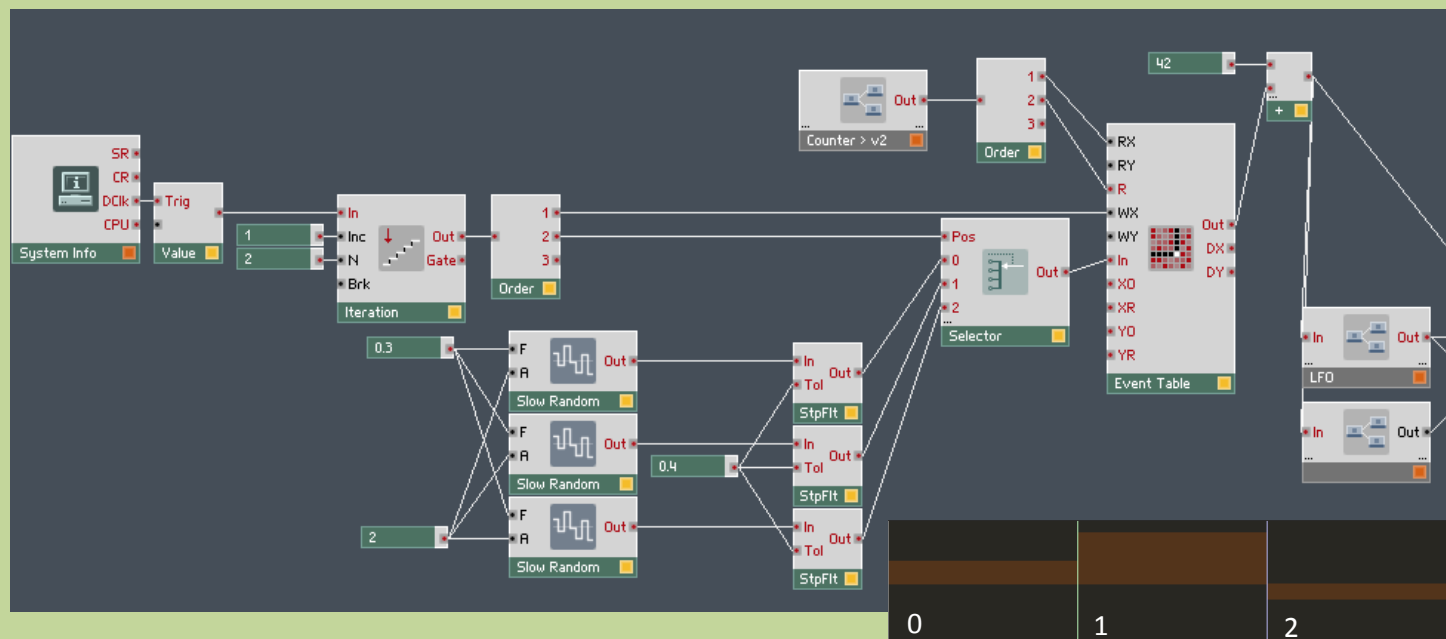 SR
CR
DClk
CPU
System Info
Trig
Value
1
2
In
Inc
N
Brk
Out
Gate
Iteration
1
2
3
Order
0.3
2
F
A
Out
Slow Random
F
A
Out
Slow Random
F
A
Out
Slow Random
0.4
In
Tol
Out
StpFlt
In
Tol
Out
StpFlt
In
Tol
Out
StpFlt
Out
...
...
Counter > v2
1
2
3
Order
Pos
0
1
2
...
Out
Selector
RX
RY
R
WX
WY
In
XO
XR
YO
YR
Out
DX
DY
Event Table
42
...
+
In
Out
...
...
LFO
In
Out
...
...
0
1
2